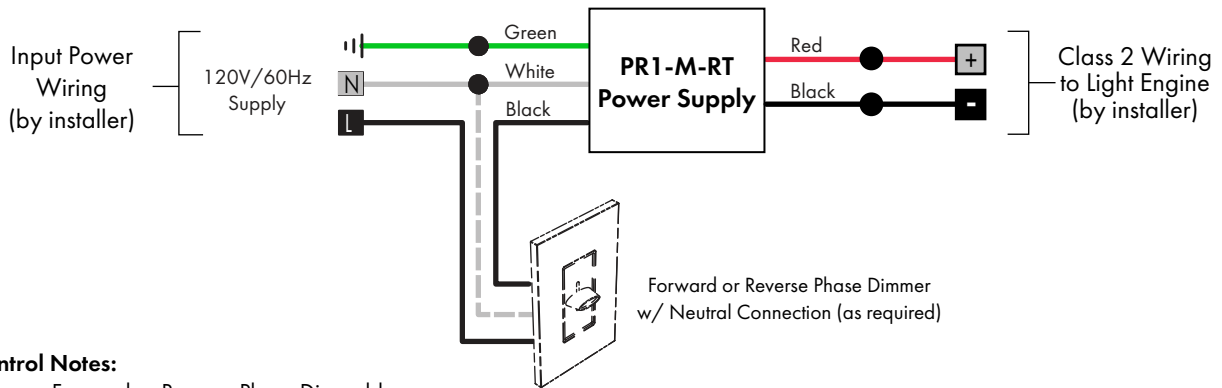 Input Power
Wiring
(by installer)
120V/60Hz
Supply
N
L
Green
White
Black
PR1-M-RT
Power Supply
Red
Black
+
-
Class 2 Wiring
to Light Engine
(by installer)
Forward or Reverse Phase Dimmer
w/ Neutral Connection (as required)
ntrol Notes: